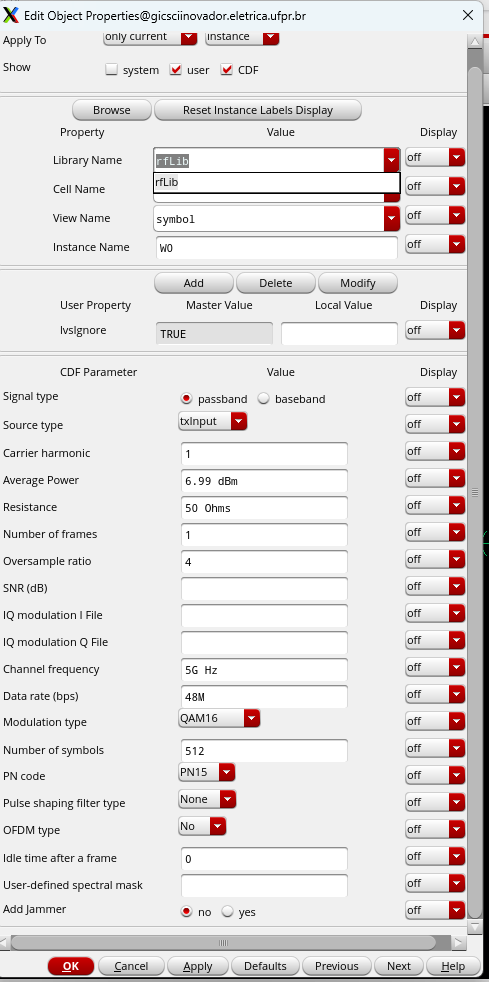 Edit Object Properties@gicsciinovador.eletrica.ufpr.br
Apply To only current instance
Show system user CDF
Browse Reset Instance Labels Display
Property Value Display
Library Name rfLib off
rfLib
Cell Name off
View Name symbol off
Instance Name W0 off
Add Delete Modify
User Property Master Value Local Value Display
lvsIgnore TRUE off
CDF Parameter Value Display
Signal type passband baseband off
Source type txInput off
Carrier harmonic 1 off
Average Power 6.99 dBm off
Resistance 50 Ohms off
Number of frames 1 off
Oversample ratio 4 off
SNR (dB) off
IQ modulation I File off
IQ modulation Q File off
Channel frequency 5G Hz off
Data rate (bps) 48M off
Modulation type QAM16 off
Number of symbols 512 off
PN code PN15 off
Pulse shaping filter type None off
OFDM type No off
Idle time after a frame 0 off
User-defined spectral mask off
Add Jammer no yes off
OK Cancel Apply Defaults Previous Next Help